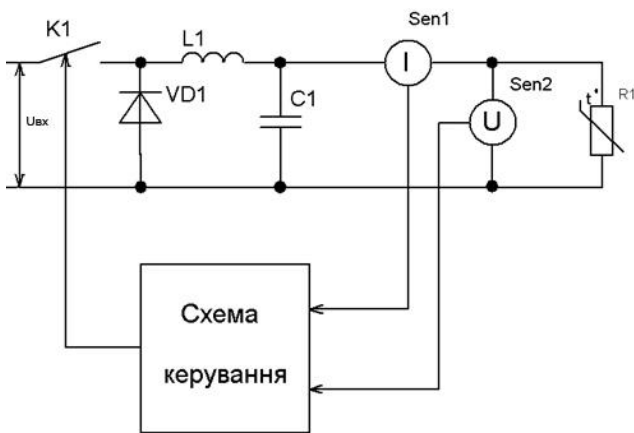 Sen1
K1
L1
I
Sen2
Uвх
VD1
C1
U
t°
R1
Схема
керування